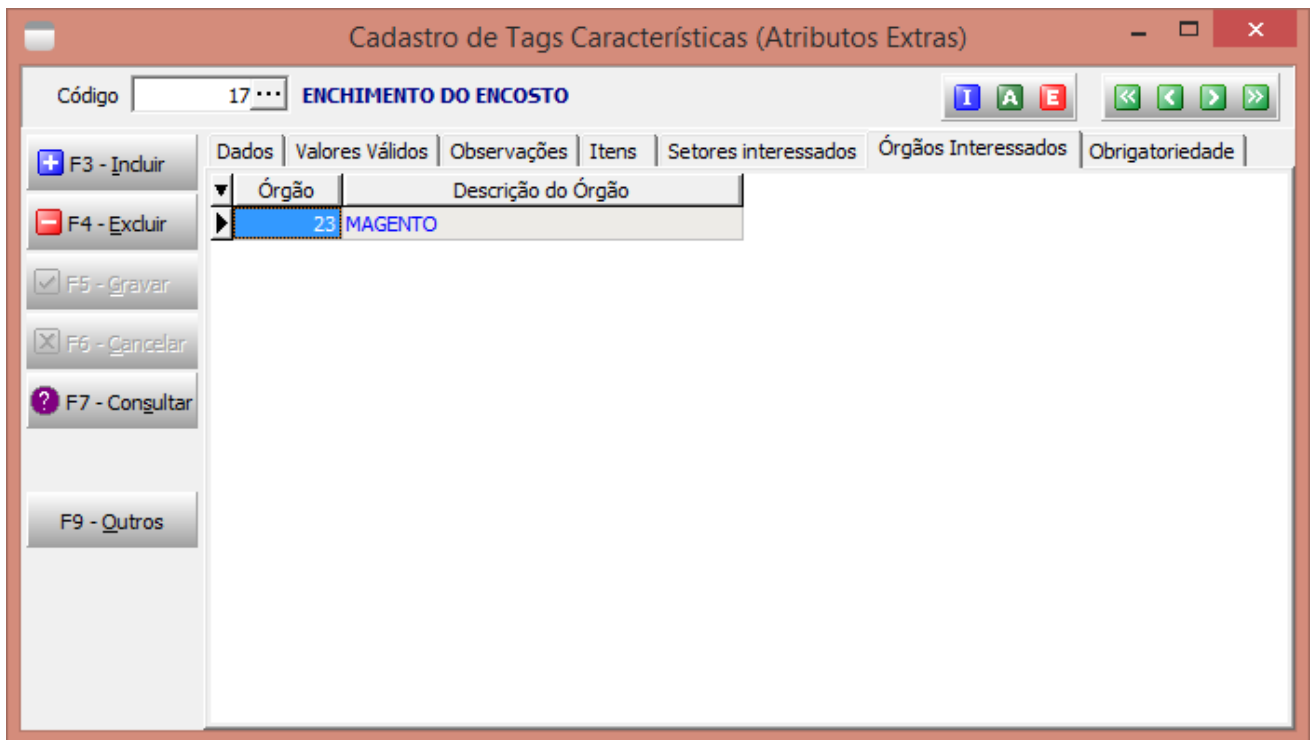 Cadastro de Tags Características (Atributos Extras)
Código 17 ... ENCHIMENTO DO ENCOSTO I A E
F3 - Incluir
F4 - Excluir
F5 - Gravar
F6 - Cancelar
F7 - Consultar
F9 - Outros
Dados Valores Válidos Observações Itens Setores interessados Órgãos Interessados Obrigatoriedade
Órgão Descrição do Órgão
23 MAGENTO